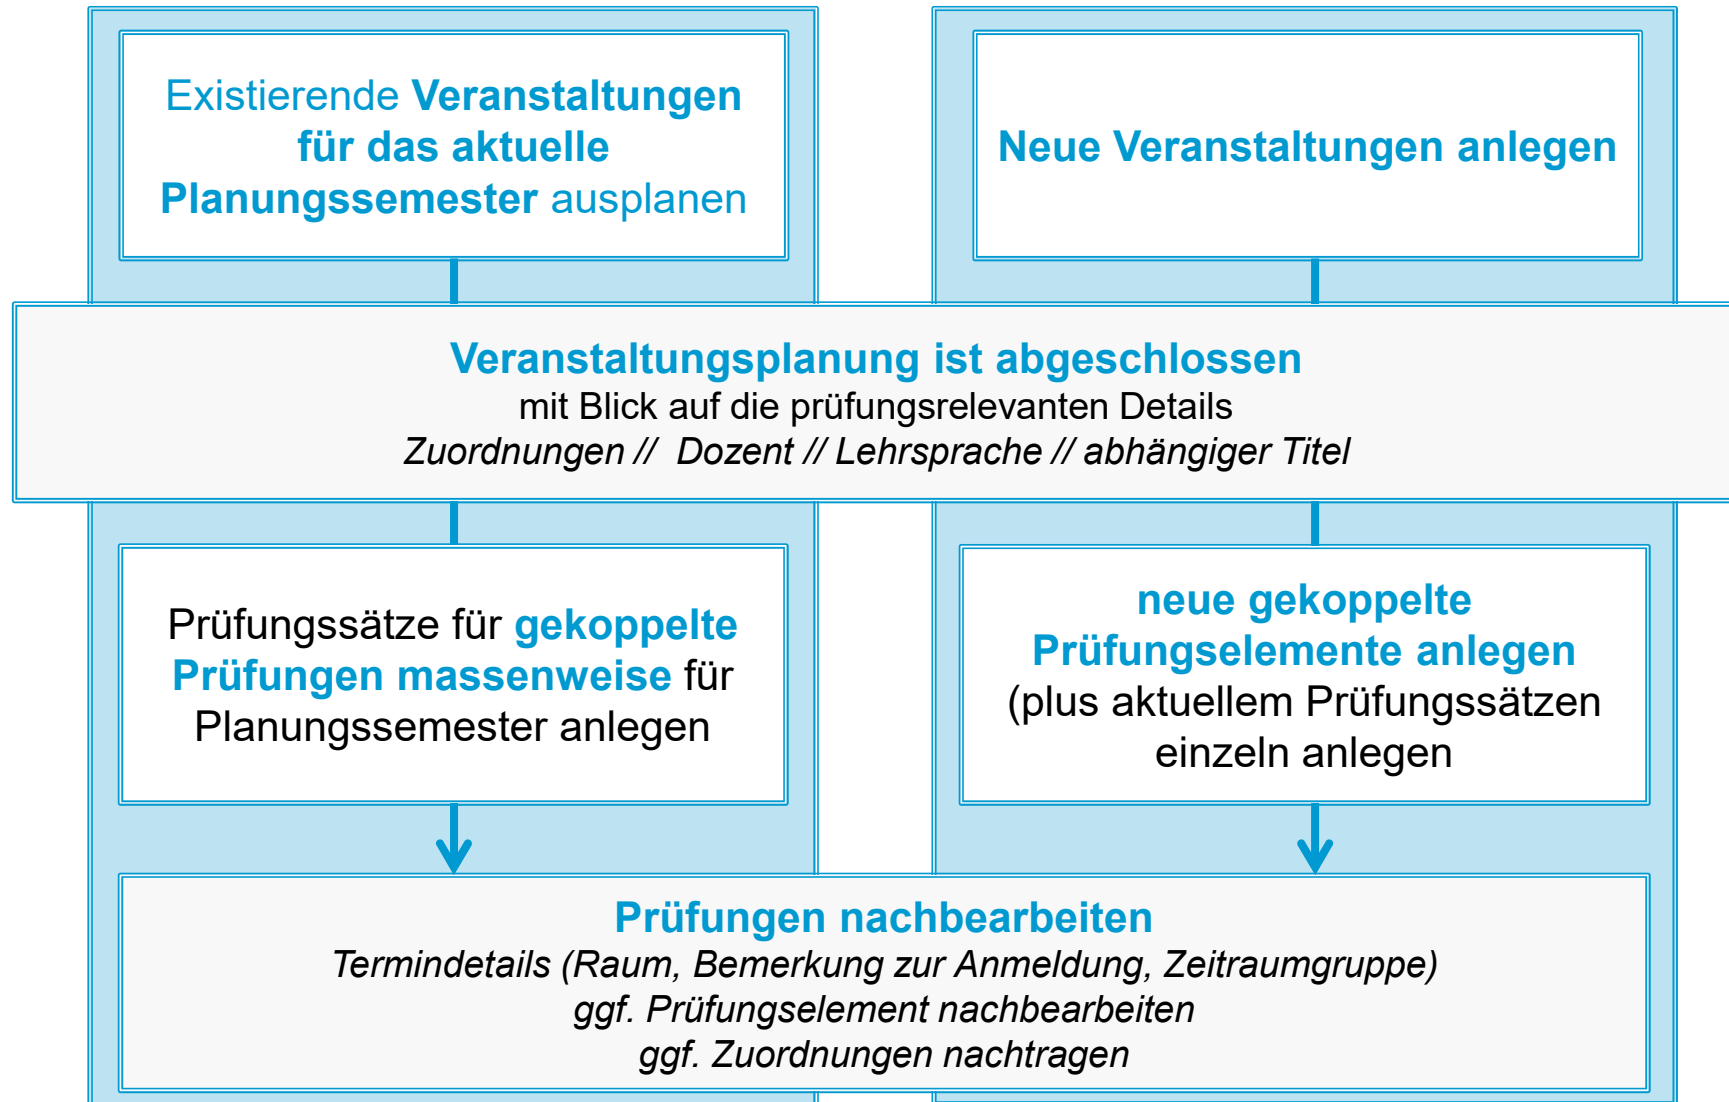 Existierende Veranstaltungen
für das aktuelle
Planungssemester ausplanen
Neue Veranstaltungen anlegen
Veranstaltungsplanung ist abgeschlossen
mit Blick auf die prüfungsrelevanten Details
Zuordnungen // Dozent // Lehrsprache // abhängiger Titel
Prüfungssätze für gekoppelte
Prüfungen massenweise für
Planungssemester anlegen
neue gekoppelte
Prüfungselemente anlegen
(plus aktuellem Prüfungssätzen
einzeln anlegen
Prüfungen nachbearbeiten
Termindetails (Raum, Bemerkung zur Anmeldung, Zeitraumgruppe)
ggf. Prüfungselement nachbearbeiten
ggf. Zuordnungen nachtragen